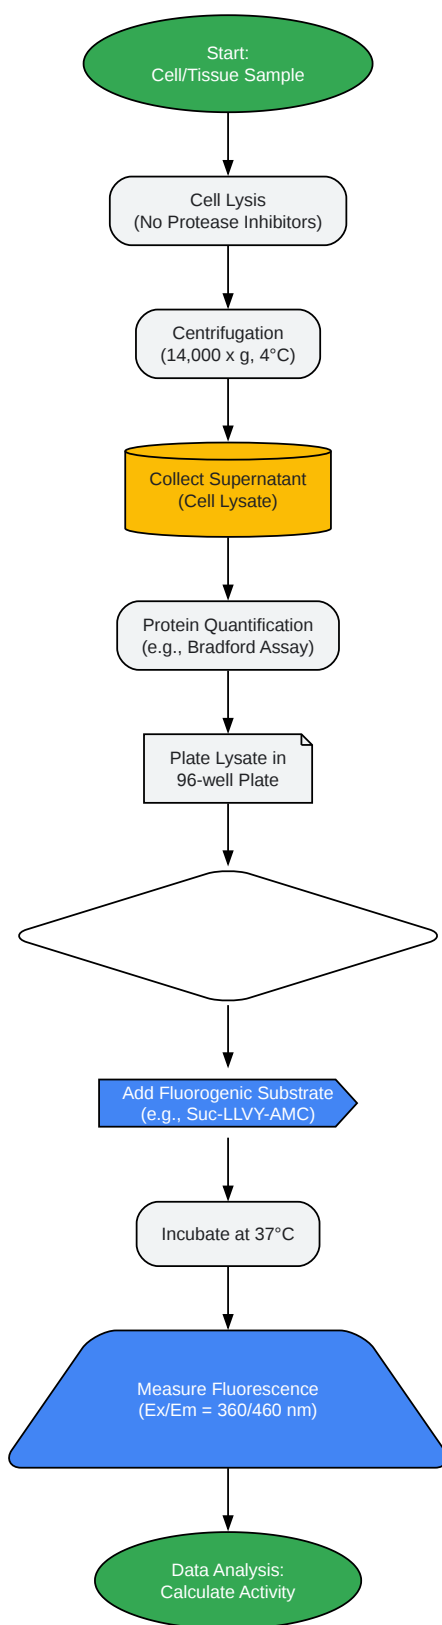 Start:
Cell/Tissue Sample
Cell Lysis
(No Protease Inhibitors)
Centrifugation
(14,000 x g, 4°C)
Collect Supernatant
(Cell Lysate)
Protein Quantification
(e.g., Bradford Assay)
Plate Lysate in
96-well Plate
Add Fluorogenic Substrate
(e.g., Suc-LLVY-AMC)
Incubate at 37°C
Measure Fluorescence
(Ex/Em = 360/460 nm)
Data Analysis:
Calculate Activity